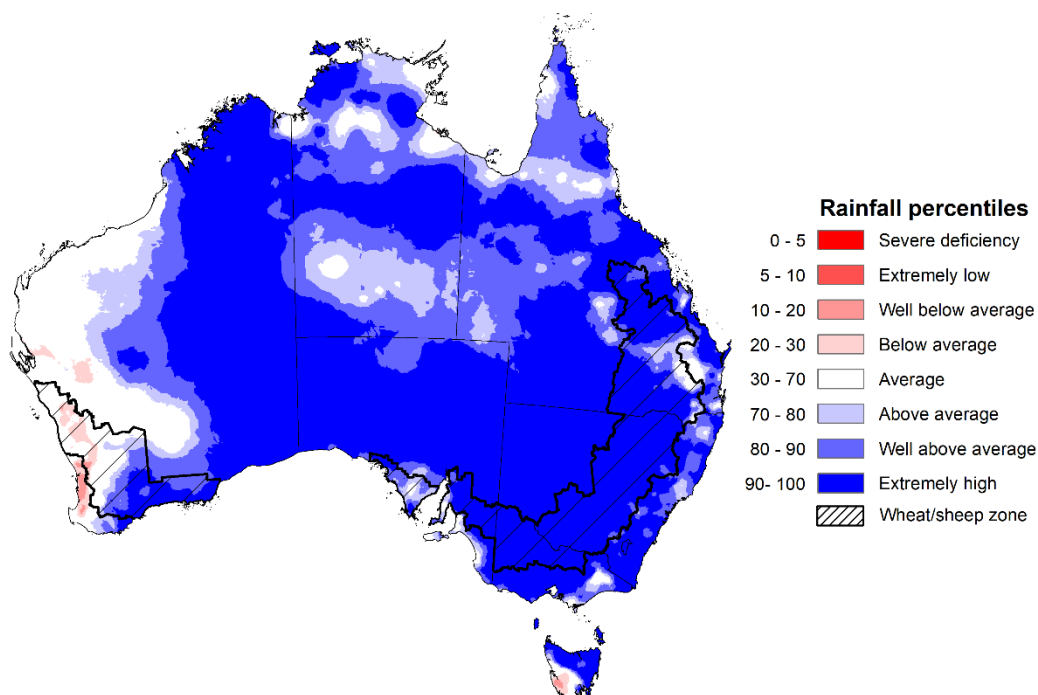 Rainfall percentiles
0 - 5 Severe deficiency
5 - 10 Extremely low
10 - 20 Well below average
20 - 30 Below average
30 - 70 Average
70 - 80 Above average
80 - 90 Well above average
90- 100 Extremely high
Wheat/sheep zone